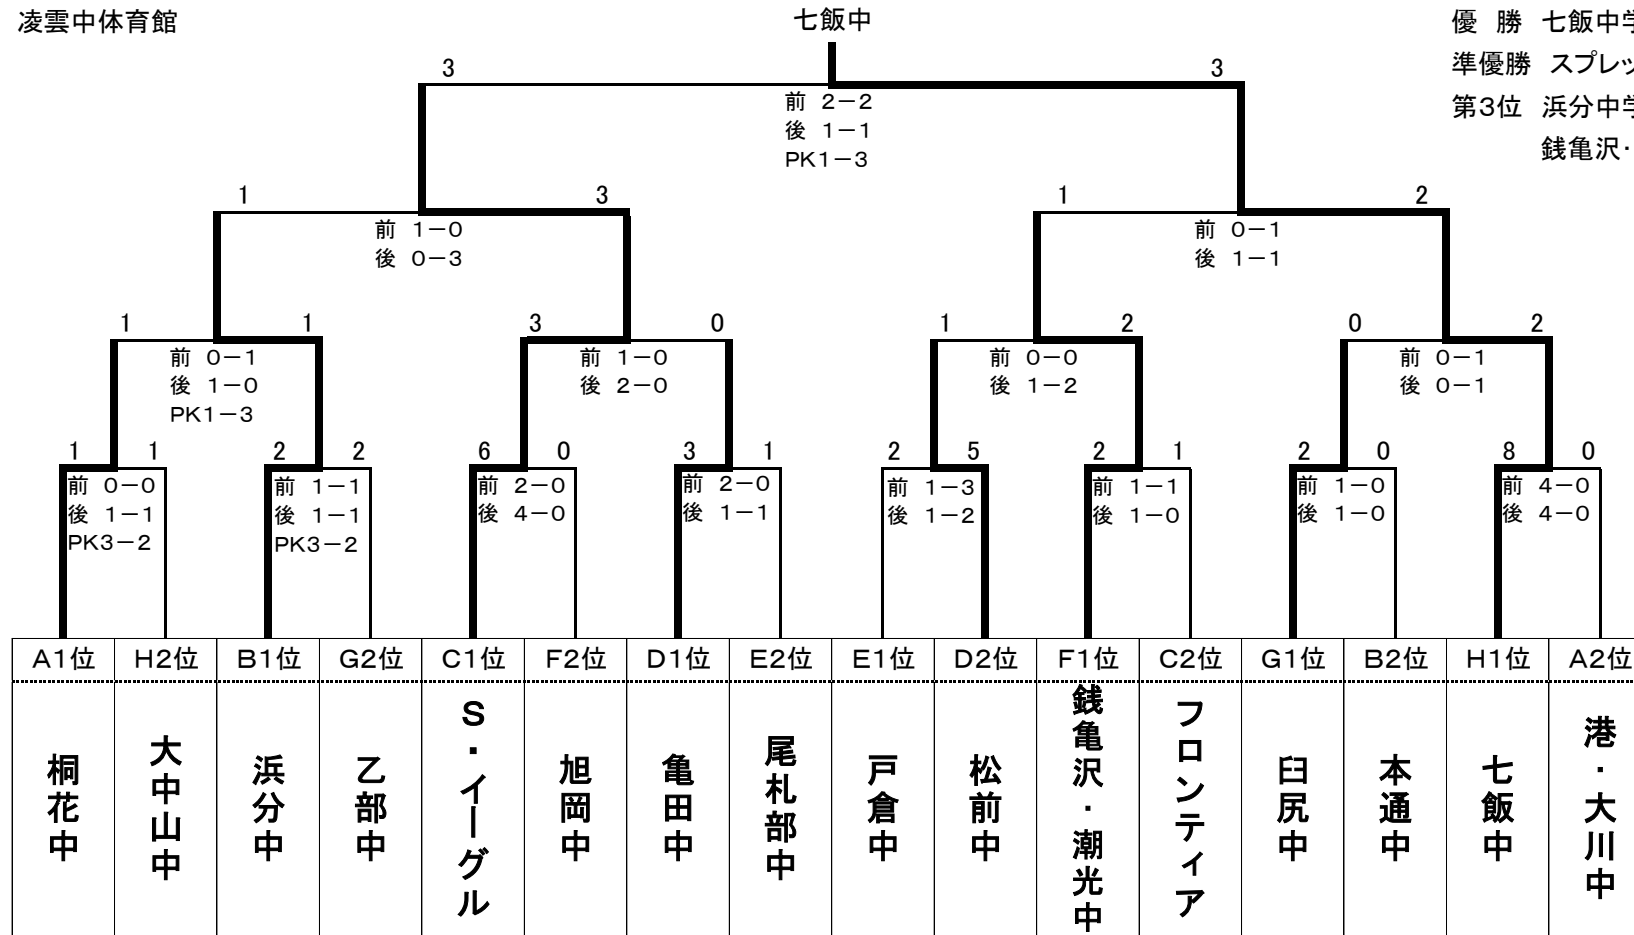 凌雲中体育館
七飯中
優 勝 七飯中学
準優勝 スプレッ
第3位 浜分中学
銭亀沢・
3 3
前 2-2
後 1-1
PK1-3
1 3 1 2
前 1-0
後 0-3
前 0-1
後 1-1
1 1 3 0 1 2 0 2
前 0-1
後 1-0
PK1-3
前 1-0
後 2-0
前 0-0
後 1-2
前 0-1
後 0-1
1 1 2 2 6 0 3 1 2 5 2 1 2 0 8 0
前 0-0
後 1-1
PK3-2
前 1-1
後 1-1
PK3-2
前 2-0
後 4-0
前 2-0
後 1-1
前 1-3
後 1-2
前 1-1
後 1-0
前 1-0
後 1-0
前 4-0
後 4-0
A1位 H2位 B1位 G2位 C1位 F2位 D1位 E2位 E1位 D2位 F1位 C2位 G1位 B2位 H1位 A2位
桐花中
大中山中
浜分中
乙部中
S・イーグル
旭岡中
亀田中
尾札部中
戸倉中
松前中
銭亀沢・潮光中
フロンティア
臼尻中
本通中
七飯中
港・大川中